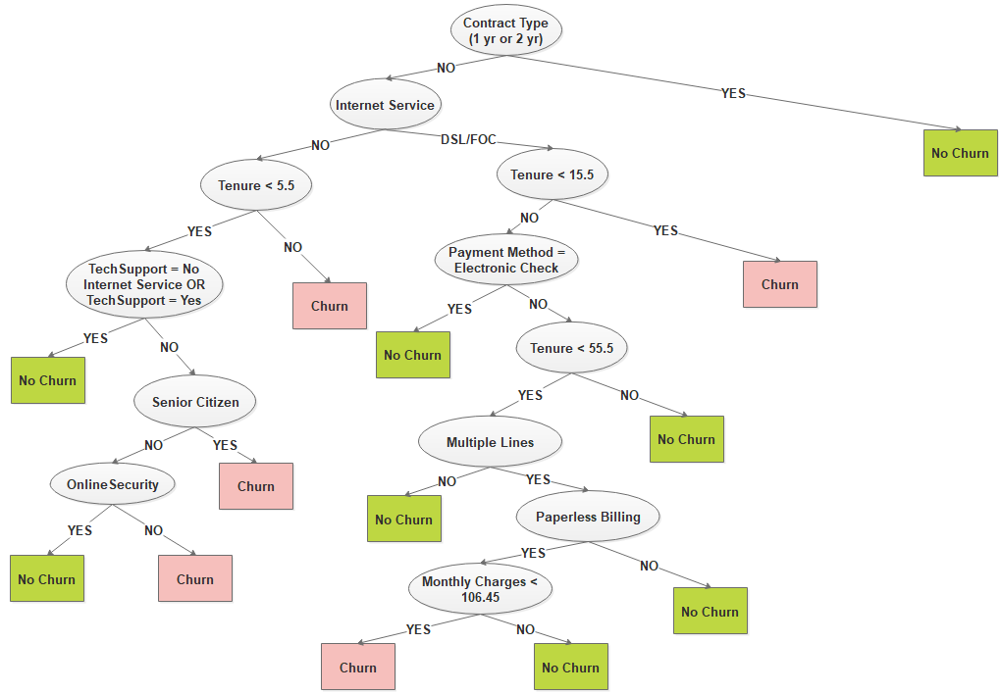 Contract Type
(1 yr or 2 yr)
NO
YES
Internet Service
NO
DSL/FOC
No Churn
Tenure < 5.5
Tenure < 15.5
YES
NO
NO
YES
TechSupport = No
Internet Service OR
TechSupport = Yes
Churn
Payment Method =
Electronic Check
Churn
YES
NO
YES
NO
No Churn
No Churn
Tenure < 55.5
Senior Citizen
YES
NO
NO
YES
Multiple Lines
No Churn
OnlineSecurity
Churn
NO
YES
YES
NO
No Churn
Paperless Billing
No Churn
Churn
YES
NO
Monthly Charges <
106.45
No Churn
YES
NO
Churn
No Churn